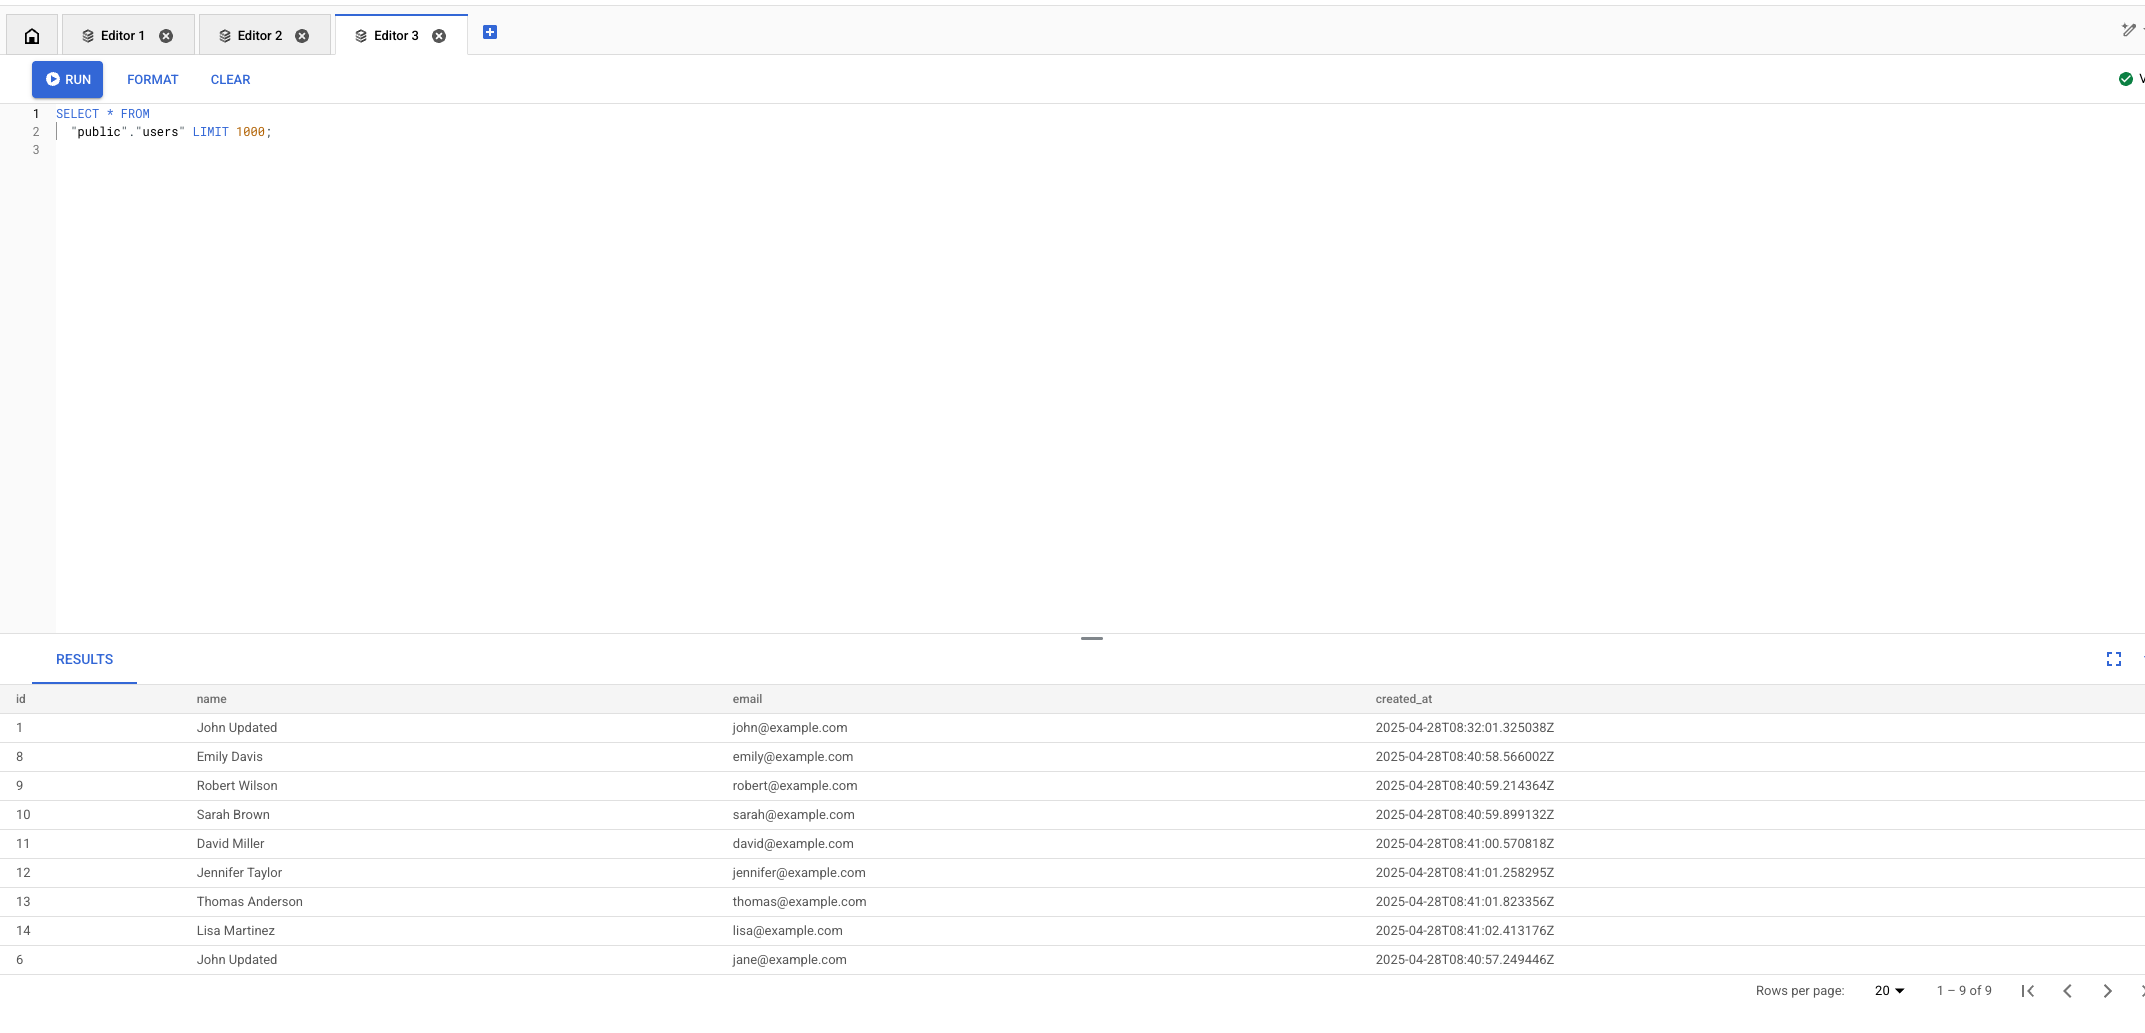 Editor 1 Editor 2 Editor 3
RUN FORMAT CLEAR
1 SELECT * FROM
2 "public"."users" LIMIT 1000;
3
RESULTS
id name email created_at
1 John Updated john@example.com 2025-04-28T08:32:01.325038Z
8 Emily Davis emily@example.com 2025-04-28T08:40:58.566002Z
9 Robert Wilson robert@example.com 2025-04-28T08:40:59.214364Z
10 Sarah Brown sarah@example.com 2025-04-28T08:40:59.899132Z
11 David Miller david@example.com 2025-04-28T08:41:00.570818Z
12 Jennifer Taylor jennifer@example.com 2025-04-28T08:41:01.258295Z
13 Thomas Anderson thomas@example.com 2025-04-28T08:41:01.823356Z
14 Lisa Martinez lisa@example.com 2025-04-28T08:41:02.413176Z
6 John Updated jane@example.com 2025-04-28T08:40:57.249446Z
Rows per page: 20 1 – 9 of 9